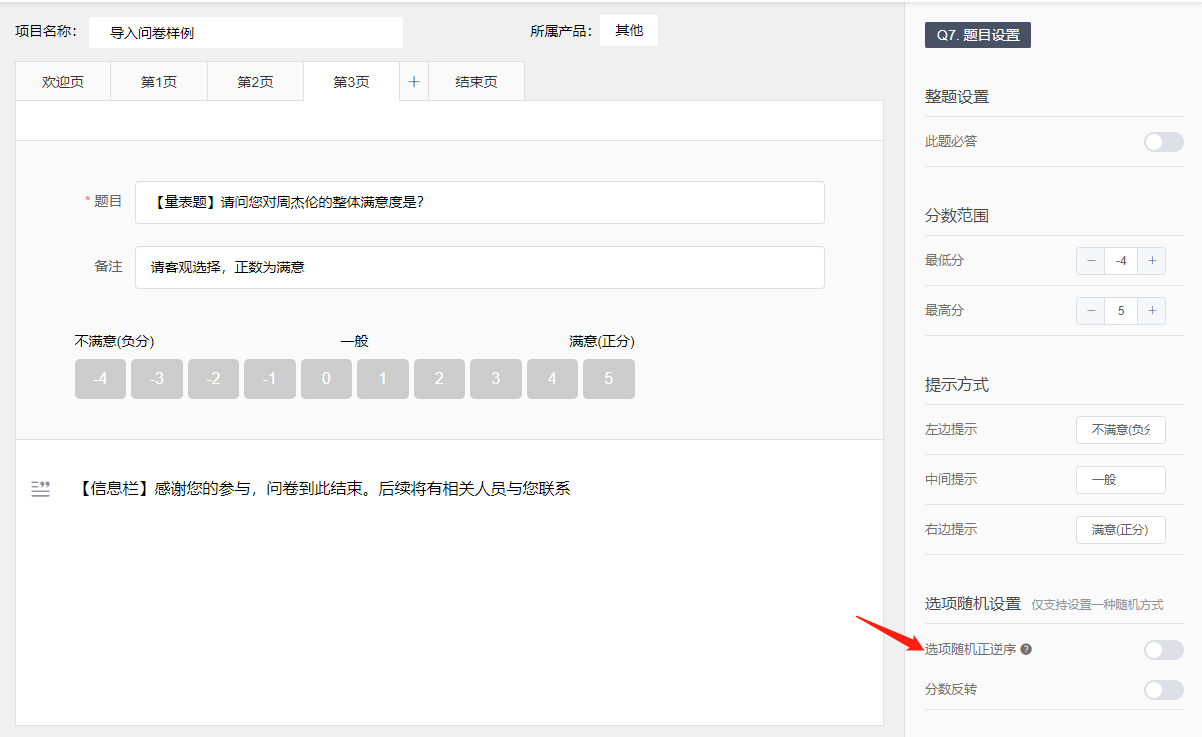 项目名称： 导入问卷样例 所属产品： 其他
欢迎页 第1页 第2页 第3页 + 结束页
* 题目 【量表题】请问您对周杰伦的整体满意度是？
备注 请客观选择，正数为满意
不满意(负分) 一般 满意(正分)
-4 -3 -2 -1 0 1 2 3 4 5
【信息栏】感谢您的参与，问卷到此结束。后续将有相关人员与您联系
Q7. 题目设置
整题设置
此题必答
分数范围
最低分 − -4 +
最高分 − 5 +
提示方式
左边提示 不满意(负分
中间提示 一般
右边提示 满意(正分)
选项随机设置 仅支持设置一种随机方式
选项随机正逆序 ?
分数反转